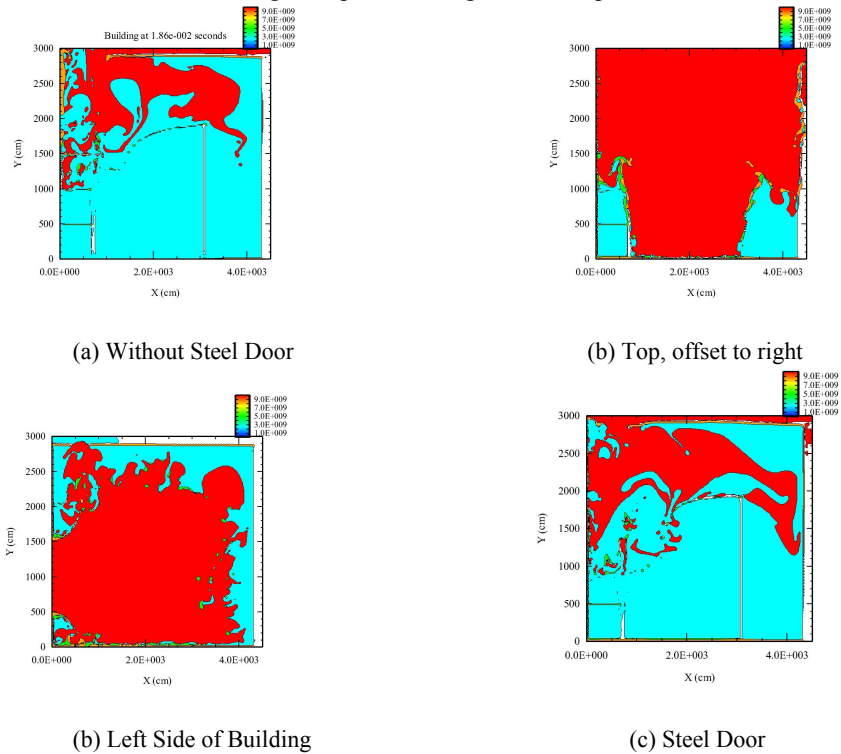 9.0E+009
7.0E+009
5.0E+009
3.0E+009
1.0E+009
Building at 1.86e-002 seconds
3000
2500
2000
1500
1000
500
0
Y (cm)
0.0E+000
2.0E+003
4.0E+003
X (cm)
(a) Without Steel Door
9.0E+009
7.0E+009
5.0E+009
3.0E+009
1.0E+009
3000
2500
2000
1500
1000
500
0
Y (cm)
0.0E+000
2.0E+003
4.0E+003
X (cm)
(b) Top, offset to right
9.0E+009
7.0E+009
5.0E+009
3.0E+009
1.0E+009
3000
2500
2000
1500
1000
500
0
Y (cm)
0.0E+000
2.0E+003
4.0E+003
X (cm)
(b) Left Side of Building
9.0E+009
7.0E+009
5.0E+009
3.0E+009
1.0E+009
3000
2500
2000
1500
1000
500
0
Y (cm)
0.0E+000
2.0E+003
4.0E+003
X (cm)
(c) Steel Door